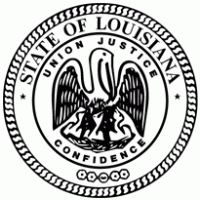 STATE OF LOUISIANA
UNION JUSTICE
CONFIDENCE